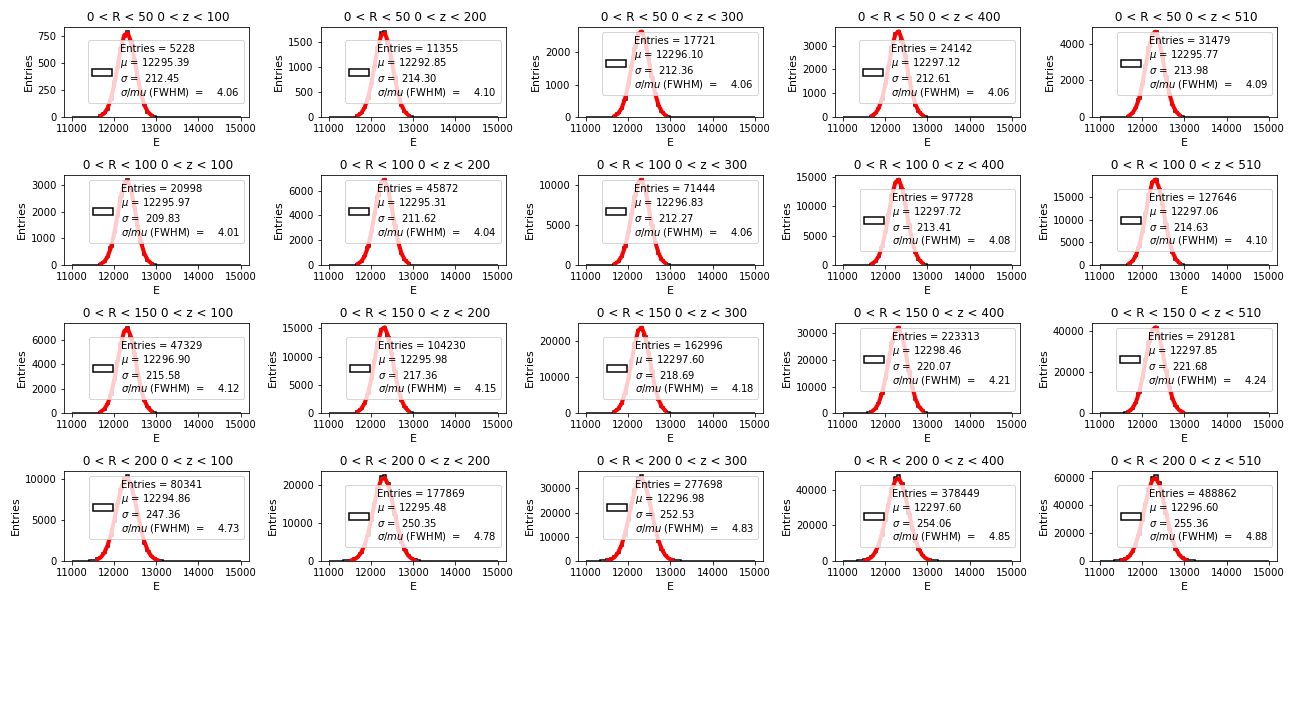 0 < R < 50 0 < z < 100
Entries
750
500
250
0
Entries = 5228
μ = 12295.39
σ = 212.45
σ/mu (FWHM) = 4.06
11000 12000 13000 14000 15000
E
0 < R < 50 0 < z < 200
Entries
1500
1000
500
0
Entries = 11355
μ = 12292.85
σ = 214.30
σ/mu (FWHM) = 4.10
11000 12000 13000 14000 15000
E
0 < R < 50 0 < z < 300
Entries
2000
1000
0
Entries = 17721
μ = 12296.10
σ = 212.36
σ/mu (FWHM) = 4.06
11000 12000 13000 14000 15000
E
0 < R < 50 0 < z < 400
Entries
3000
2000
1000
0
Entries = 24142
μ = 12297.12
σ = 212.61
σ/mu (FWHM) = 4.06
11000 12000 13000 14000 15000
E
0 < R < 50 0 < z < 510
Entries
4000
2000
0
Entries = 31479
μ = 12295.77
σ = 213.98
σ/mu (FWHM) = 4.09
11000 12000 13000 14000 15000
E
0 < R < 100 0 < z < 100
Entries
3000
2000
1000
0
Entries = 20998
μ = 12295.97
σ = 209.83
σ/mu (FWHM) = 4.01
11000 12000 13000 14000 15000
E
0 < R < 100 0 < z < 200
Entries
6000
4000
2000
0
Entries = 45872
μ = 12295.31
σ = 211.62
σ/mu (FWHM) = 4.04
11000 12000 13000 14000 15000
E
0 < R < 100 0 < z < 300
Entries
10000
5000
0
Entries = 71444
μ = 12296.83
σ = 212.27
σ/mu (FWHM) = 4.06
11000 12000 13000 14000 15000
E
0 < R < 100 0 < z < 400
Entries
15000
10000
5000
0
Entries = 97728
μ = 12297.72
σ = 213.41
σ/mu (FWHM) = 4.08
11000 12000 13000 14000 15000
E
0 < R < 100 0 < z < 510
Entries
15000
10000
5000
0
Entries = 127646
μ = 12297.06
σ = 214.63
σ/mu (FWHM) = 4.10
11000 12000 13000 14000 15000
E
0 < R < 150 0 < z < 100
Entries
6000
4000
2000
0
Entries = 47329
μ = 12296.90
σ = 215.58
σ/mu (FWHM) = 4.12
11000 12000 13000 14000 15000
E
0 < R < 150 0 < z < 200
Entries
15000
10000
5000
0
Entries = 104230
μ = 12295.98
σ = 217.36
σ/mu (FWHM) = 4.15
11000 12000 13000 14000 15000
E
0 < R < 150 0 < z < 300
Entries
20000
10000
0
Entries = 162996
μ = 12297.60
σ = 218.69
σ/mu (FWHM) = 4.18
11000 12000 13000 14000 15000
E
0 < R < 150 0 < z < 400
Entries
30000
20000
10000
0
Entries = 223313
μ = 12298.46
σ = 220.07
σ/mu (FWHM) = 4.21
11000 12000 13000 14000 15000
E
0 < R < 150 0 < z < 510
Entries
40000
20000
0
Entries = 291281
μ = 12297.85
σ = 221.68
σ/mu (FWHM) = 4.24
11000 12000 13000 14000 15000
E
0 < R < 200 0 < z < 100
Entries
10000
5000
0
Entries = 80341
μ = 12294.86
σ = 247.36
σ/mu (FWHM) = 4.73
11000 12000 13000 14000 15000
E
0 < R < 200 0 < z < 200
Entries
20000
10000
0
Entries = 177869
μ = 12295.48
σ = 250.35
σ/mu (FWHM) = 4.78
11000 12000 13000 14000 15000
E
0 < R < 200 0 < z < 300
Entries
30000
20000
10000
0
Entries = 277698
μ = 12296.98
σ = 252.53
σ/mu (FWHM) = 4.83
11000 12000 13000 14000 15000
E
0 < R < 200 0 < z < 400
Entries
40000
20000
0
Entries = 378449
μ = 12297.60
σ = 254.06
σ/mu (FWHM) = 4.85
11000 12000 13000 14000 15000
E
0 < R < 200 0 < z < 510
Entries
60000
40000
20000
0
Entries = 488862
μ = 12296.60
σ = 255.36
σ/mu (FWHM) = 4.88
11000 12000 13000 14000 15000
E